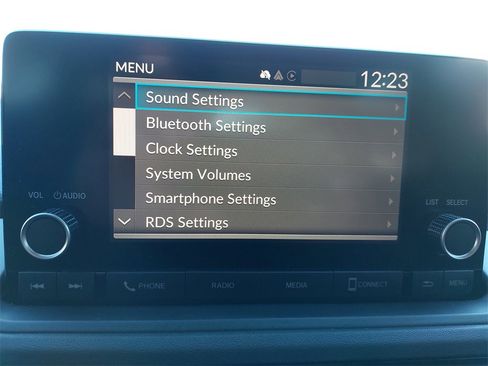 MENU
12:23
Sound Settings
Bluetooth Settings
Clock Settings
System Volumes
Smartphone Settings
RDS Settings
VOL AUDIO
LIST SELECT
PHONE RADIO MEDIA CONNECT MENU